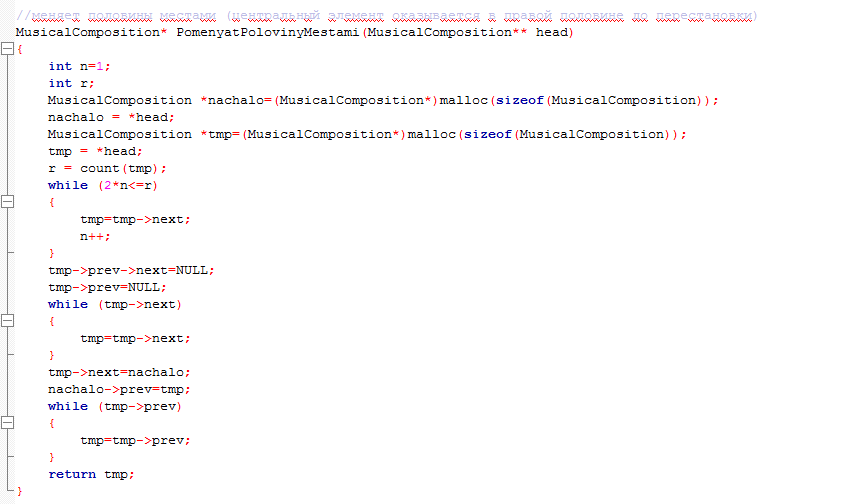 //меняет половины местами (центральный элемент оказывается в правой половине до перестановки)
MusicalComposition* PomenyatPolovinyMestami(MusicalComposition** head)
{
    int n=1;
    int r;
    MusicalComposition *nachalo=(MusicalComposition*)malloc(sizeof(MusicalComposition));
    nachalo = *head;
    MusicalComposition *tmp=(MusicalComposition*)malloc(sizeof(MusicalComposition));
    tmp = *head;
    r = count(tmp);
    while (2*n<=r)
    {
        tmp=tmp->next;
        n++;
    }
    tmp->prev->next=NULL;
    tmp->prev=NULL;
    while (tmp->next)
    {
        tmp=tmp->next;
    }
    tmp->next=nachalo;
    nachalo->prev=tmp;
    while (tmp->prev)
    {
        tmp=tmp->prev;
    }
    return tmp;
}